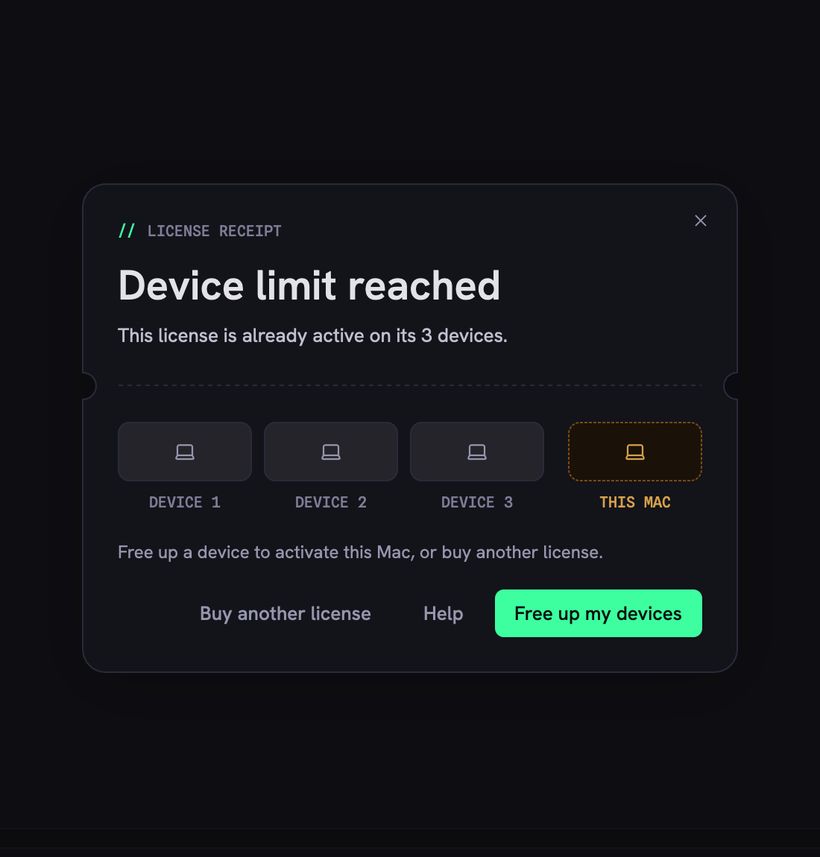 // LICENSE RECEIPT
Device limit reached
This license is already active on its 3 devices.
DEVICE 1 DEVICE 2 DEVICE 3 THIS MAC
Free up a device to activate this Mac, or buy another license.
Buy another license Help Free up my devices